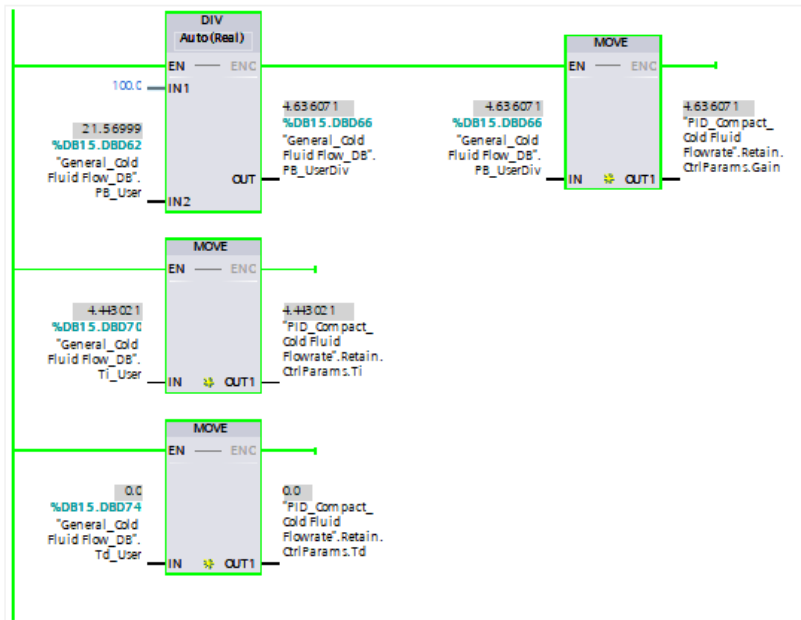 DIV
Auto(Real)
EN ENC
100.0 IN1
21.56999
%DB15.DBD62
"General_Cold
Fluid Flow_DB".
PB_User
IN2
4.636071
%DB15.DBD66
"General_Cold
Fluid Flow_DB".
PB_UserDiv
OUT
MOVE
EN ENC
4.636071
%DB15.DBD66
"General_Cold
Fluid Flow_DB".
PB_UserDiv
IN OUT1
4.636071
"PID_Compact_
Cold Fluid
Flowrate".Retain.
CtrlParams.Gain
MOVE
EN ENC
4.443021
%DB15.DBD70
"General_Cold
Fluid Flow_DB".
Ti_User
IN OUT1
4.443021
"PID_Compact_
Cold Fluid
Flowrate".Retain.
CtrlParams.Ti
MOVE
EN ENC
0.0
%DB15.DBD74
"General_Cold
Fluid Flow_DB".
Td_User
IN OUT1
0.0
"PID_Compact_
Cold Fluid
Flowrate".Retain.
CtrlParams.Td